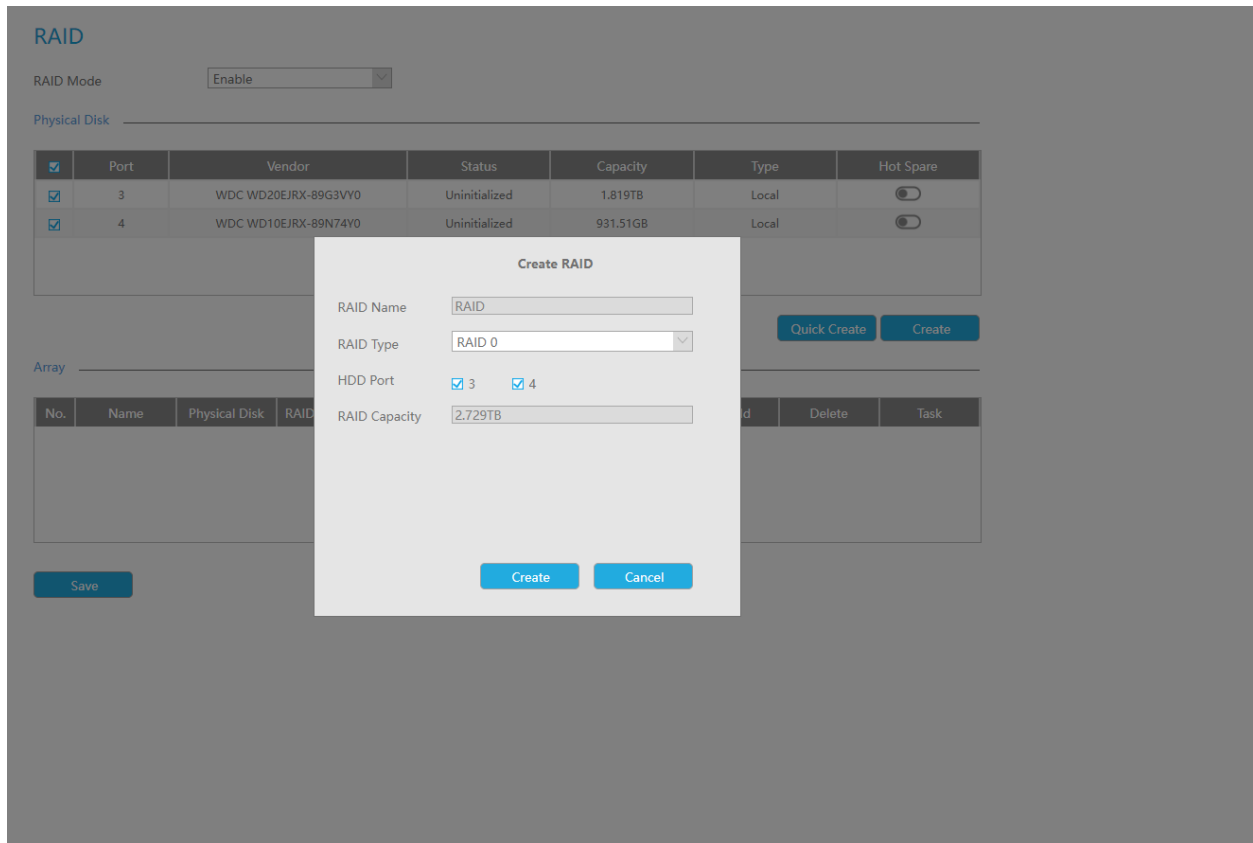 RAID
RAID Mode Enable
Physical Disk
Port Vendor Status Capacity Type Hot Spare
3 WDC WD20EJRX-89G3VY0 Uninitialized 1.819TB Local
4 WDC WD10EJRX-89N74Y0 Uninitialized 931.51GB Local
Create RAID
RAID Name RAID
RAID Type RAID 0
HDD Port 3 4
RAID Capacity 2.729TB
Create Cancel
Quick Create Create
Array
No. Name Physical Disk RAID Delete Task
Save